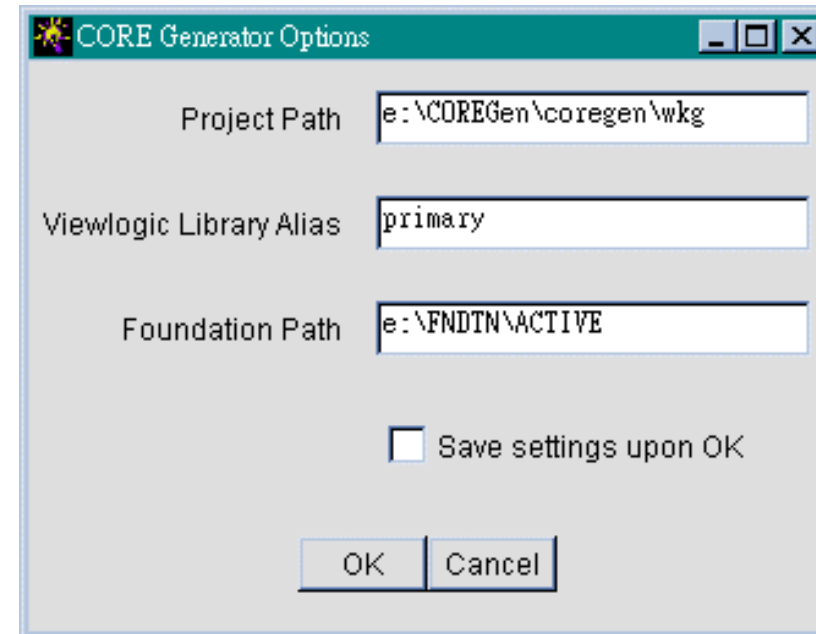 CORE Generator Options
Project Path e:\COREGen\coregen\wkg
Viewlogic Library Alias primary
Foundation Path e:\FNDTN\ACTIVE
Save settings upon OK
OK Cancel